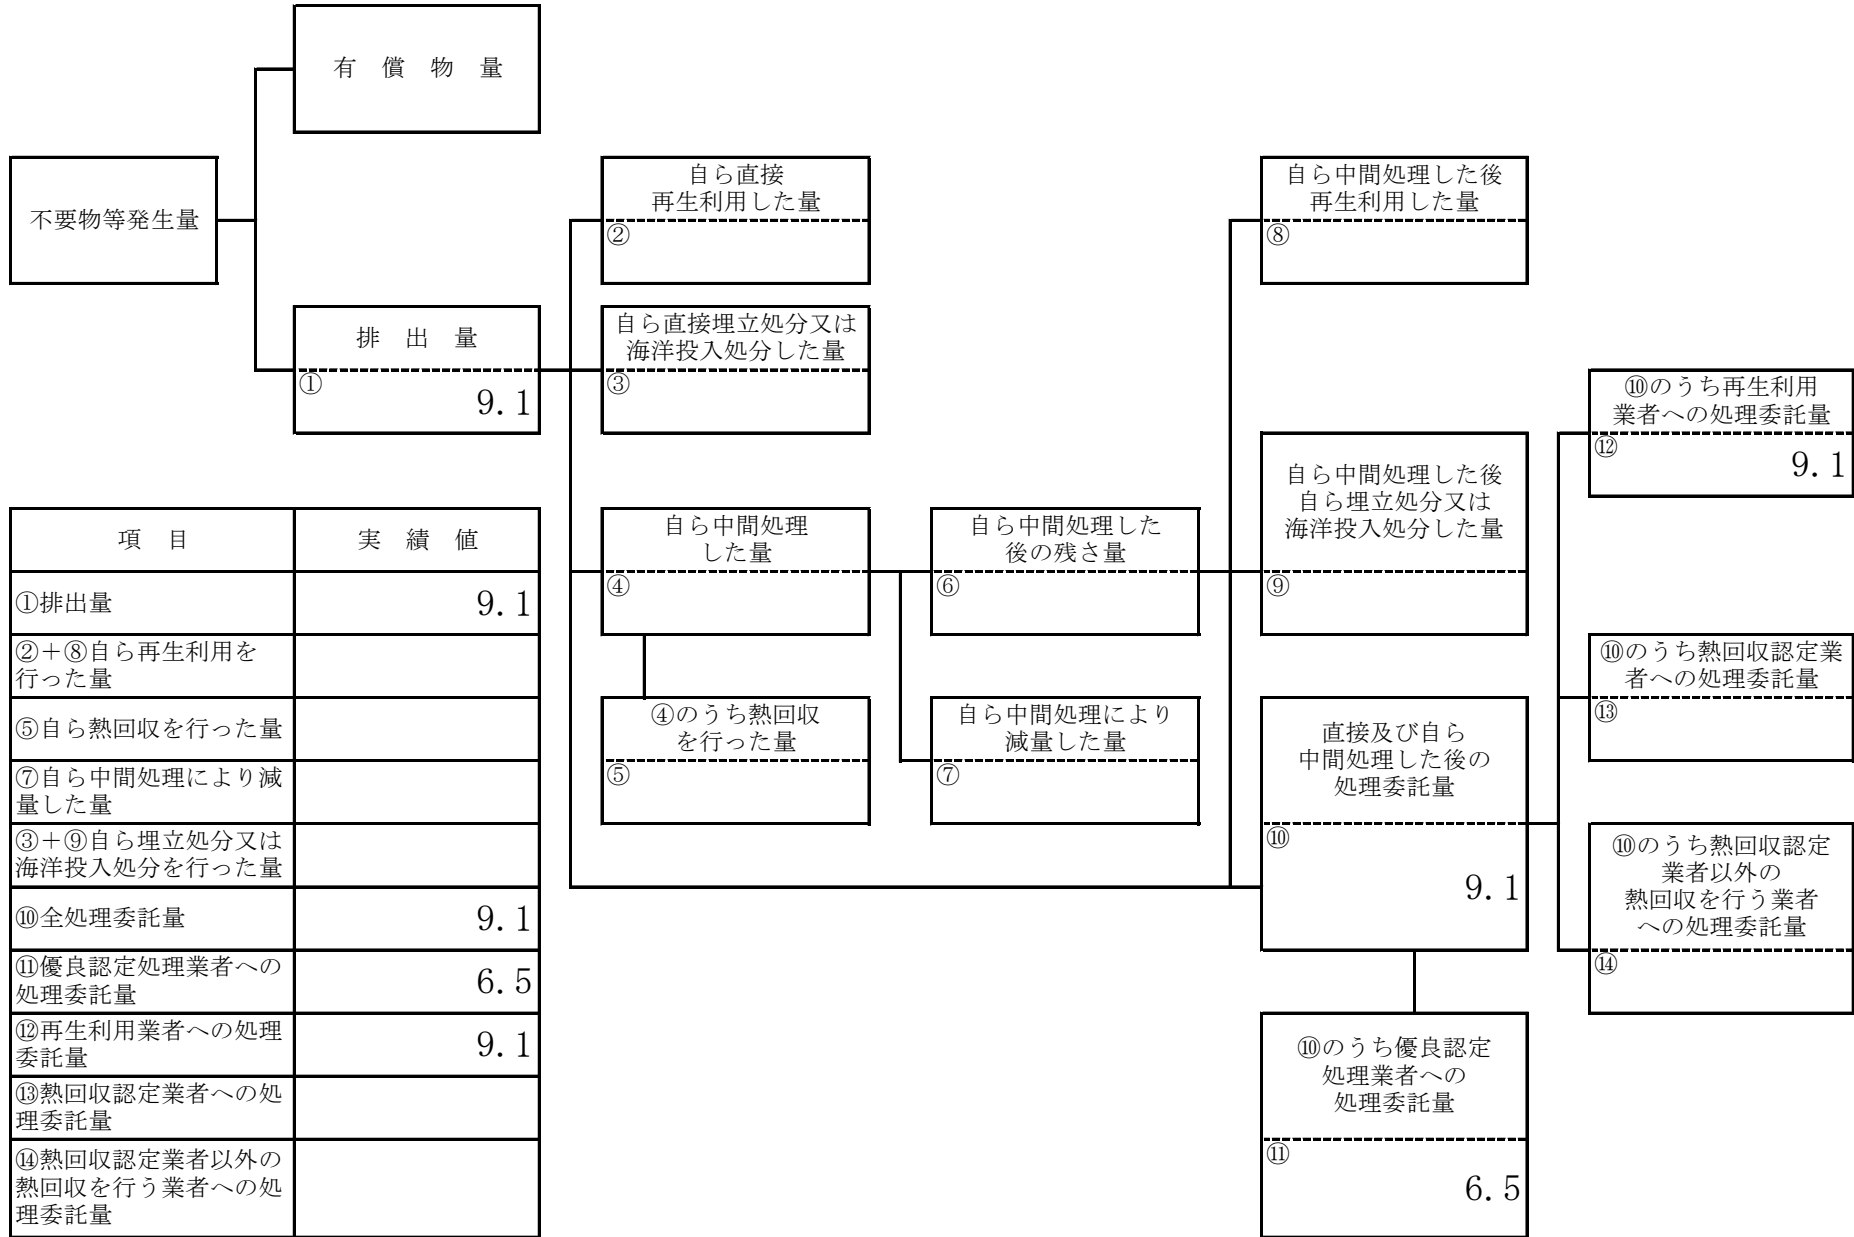 有　償　物　量
不要物等発生量
排　出　量
①
9.1
自ら直接
再生利用した量
②
自ら直接埋立処分又は
海洋投入処分した量
③
自ら中間処理
した量
④
④のうち熱回収
を行った量
⑤
自ら中間処理した
後の残さ量
⑥
自ら中間処理により
減量した量
⑦
自ら中間処理した後
再生利用した量
⑧
自ら中間処理した後
自ら埋立処分又は
海洋投入処分した量
⑨
直接及び自ら
中間処理した後の
処理委託量
⑩
9.1
⑩のうち優良認定
処理業者への
処理委託量
⑪
6.5
⑩のうち再生利用
業者への処理委託量
⑫
9.1
⑩のうち熱回収認定業
者への処理委託量
⑬
⑩のうち熱回収認定
業者以外の
熱回収を行う業者
への処理委託量
⑭
項　目　実　績　値
①排出量　9.1
②＋⑧自ら再生利用を
行った量
⑤自ら熱回収を行った量
⑦自ら中間処理により減
量した量
③＋⑨自ら埋立処分又は
海洋投入処分を行った量
⑩全処理委託量　9.1
⑪優良認定処理業者への
処理委託量　6.5
⑫再生利用業者への処理
委託量　9.1
⑬熱回収認定業者への処
理委託量
⑭熱回収認定業者以外の
熱回収を行う業者への処
理委託量